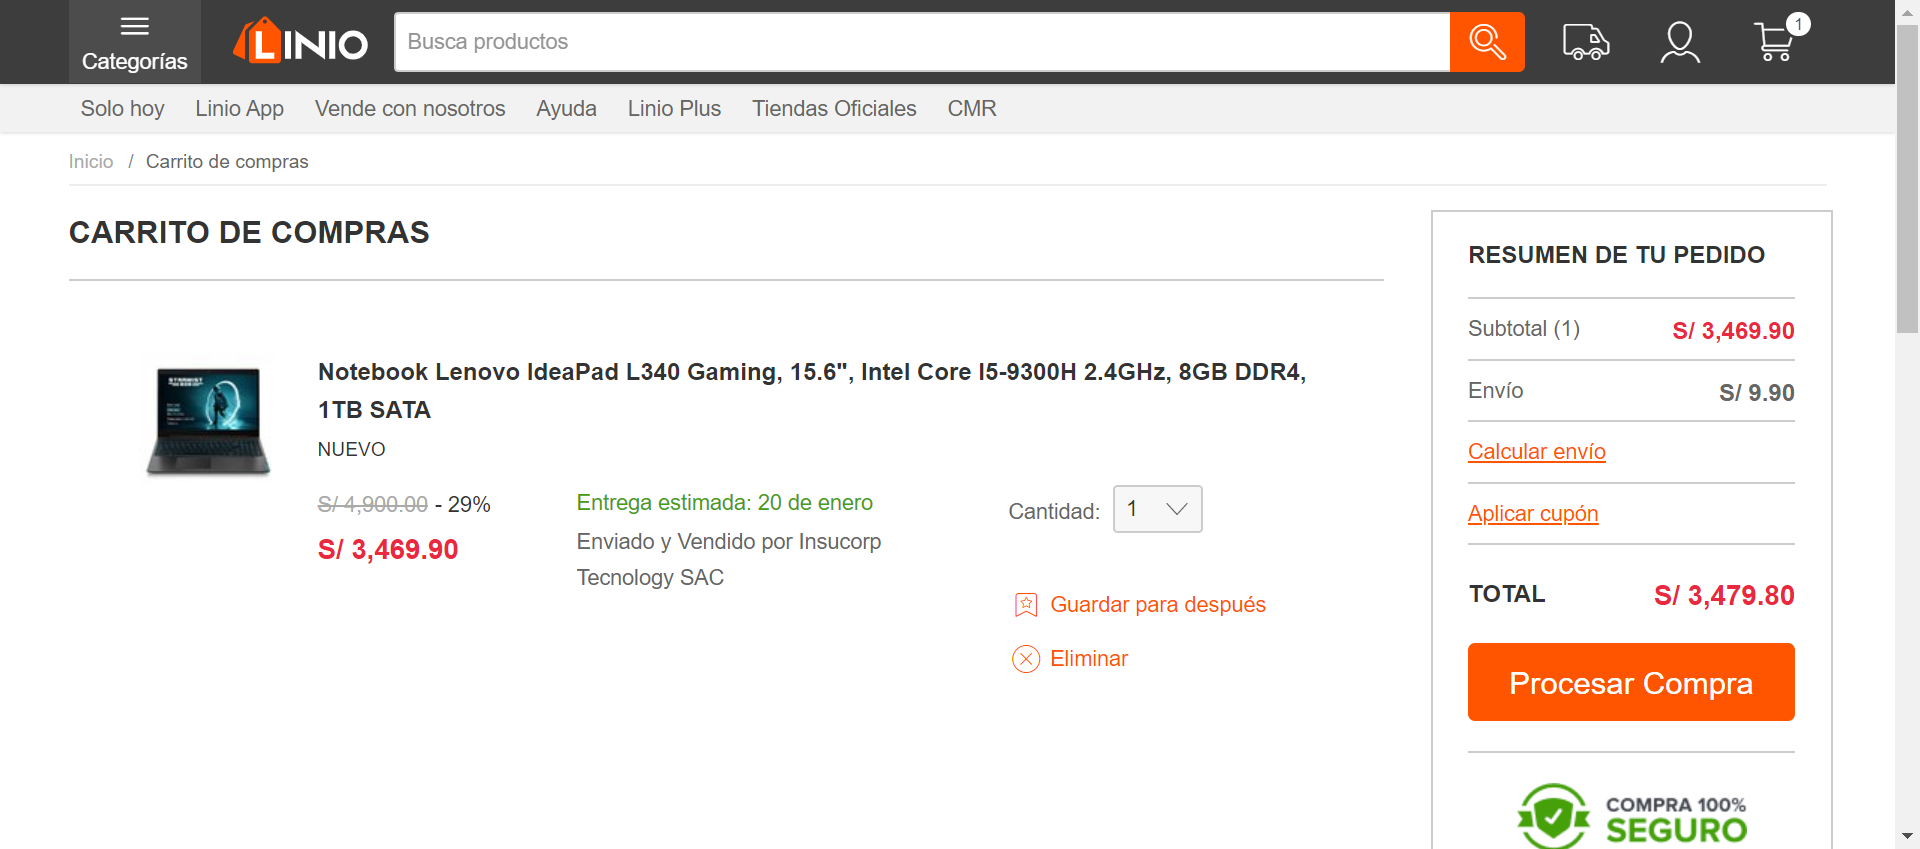 Categorías
LINIO
Busca productos
1
Solo hoy Linio App Vende con nosotros Ayuda Linio Plus Tiendas Oficiales CMR
Inicio / Carrito de compras
CARRITO DE COMPRAS
Notebook Lenovo IdeaPad L340 Gaming, 15.6", Intel Core I5-9300H 2.4GHz, 8GB DDR4,
1TB SATA
NUEVO
S/ 4,900.00 - 29%
S/ 3,469.90
Entrega estimada: 20 de enero
Enviado y Vendido por Insucorp
Tecnology SAC
Cantidad: 1
Guardar para después
Eliminar
RESUMEN DE TU PEDIDO
Subtotal (1) S/ 3,469.90
Envío S/ 9.90
Calcular envío
Aplicar cupón
TOTAL S/ 3,479.80
Procesar Compra
COMPRA 100%
SEGURO